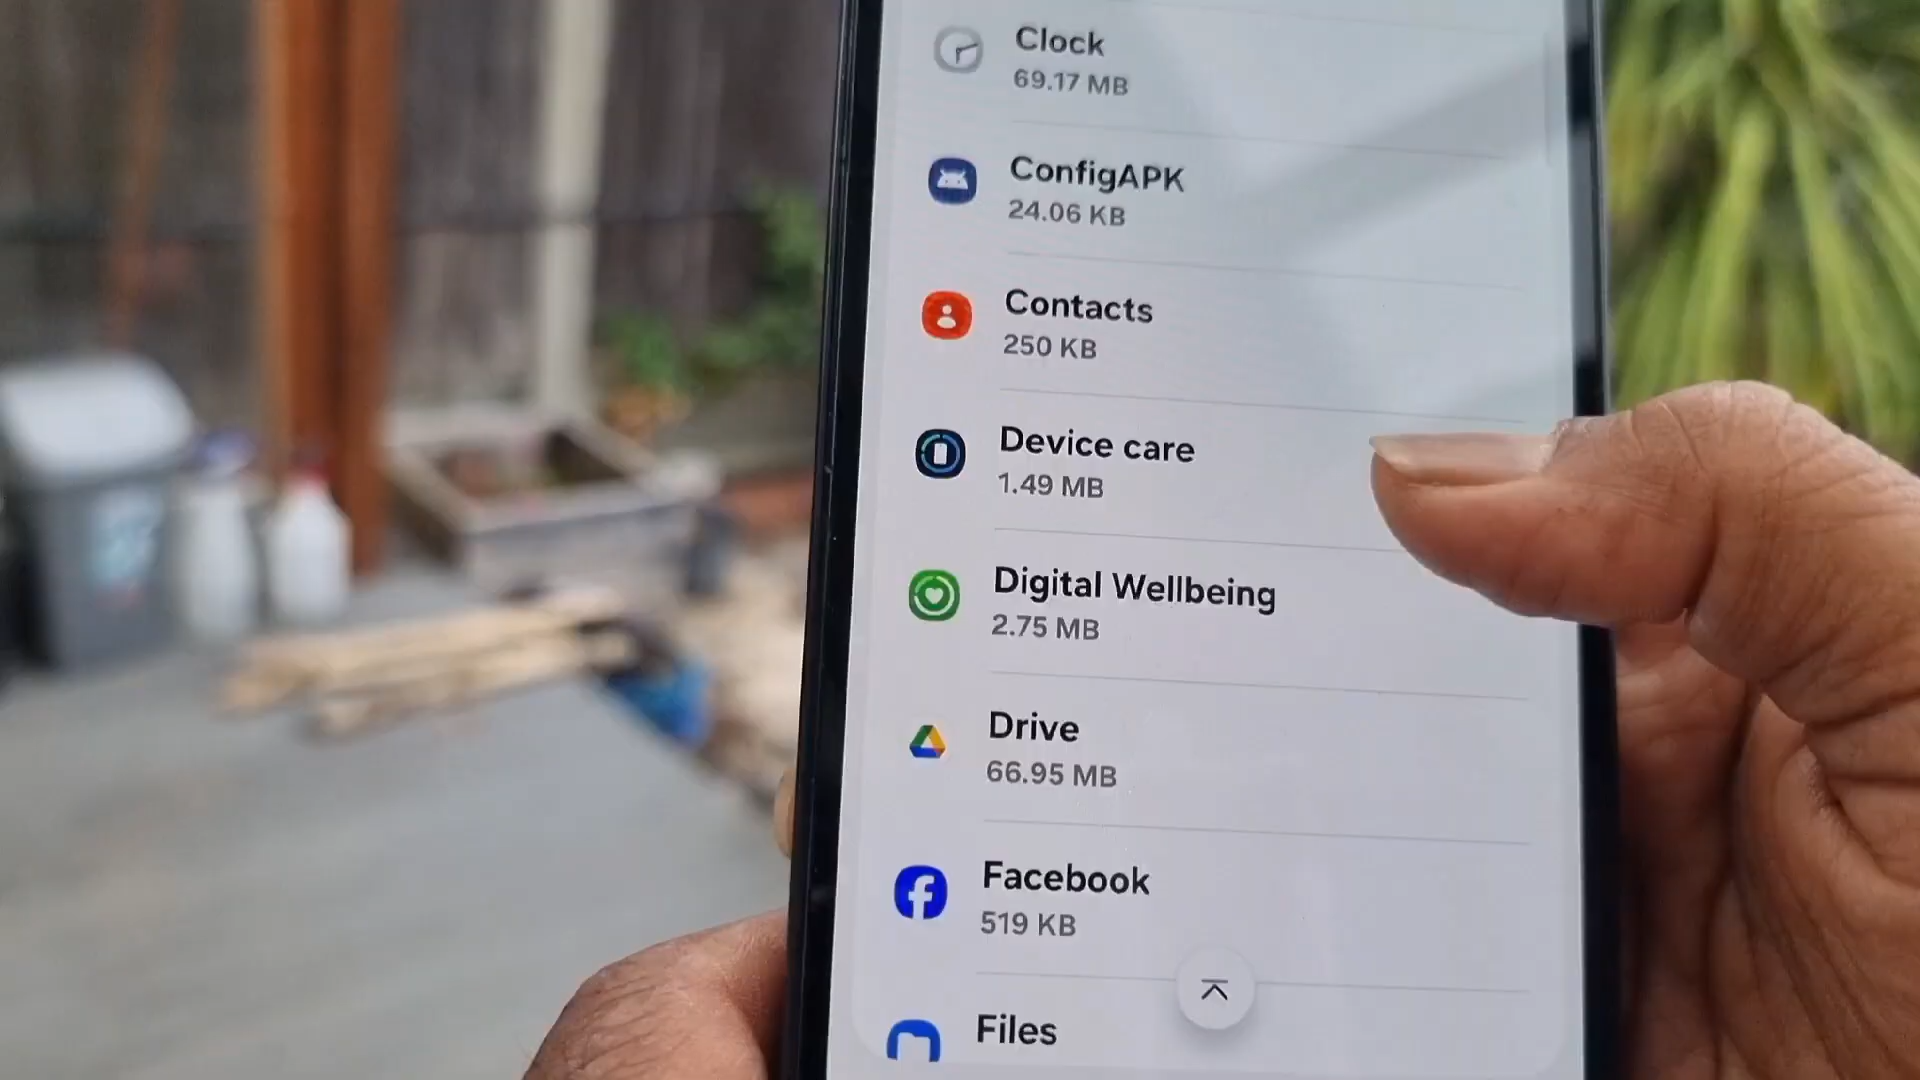 Clock
69.17 MB
ConfigAPK
24.06 KB
Contacts
250 KB
Device care
1.49 MB
Digital Wellbeing
2.75 MB
Drive
66.95 MB
Facebook
519 KB
Files